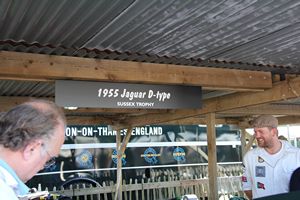 1955 Jaguar D-type
SUSSEX TROPHY
ON-ON-THAMES ENGLAND